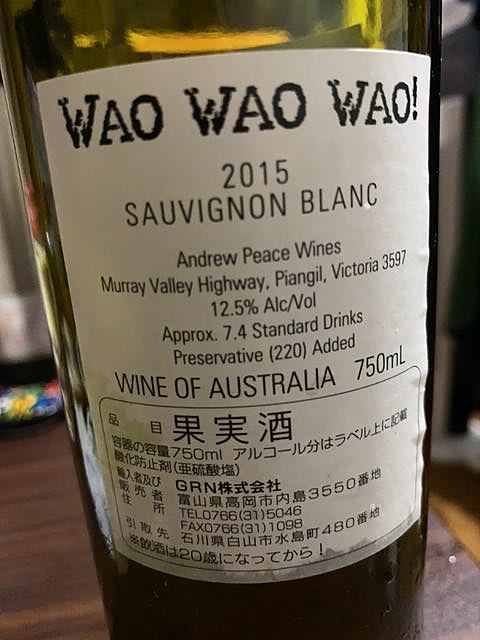 WAO WAO WAO!
2015
SAUVIGNON BLANC
Andrew Peace Wines
Murray Valley Highway, Piangil, Victoria 3597
12.5% Alc/Vol
Approx. 7.4 Standard Drinks
Preservative (220) Added
WINE OF AUSTRALIA 750mL
品目 果実酒
容器の容量750ml アルコール分はラベル上に記載
酸化防止剤(亜硫酸塩)
輸入者及び GRN株式会社
販売者 富山県高岡市内島3550番地
住所 TEL0766(31)5046
FAX0766(31)1098
引取先 石川県白山市水島町480番地
※飲酒は20歳になってから!